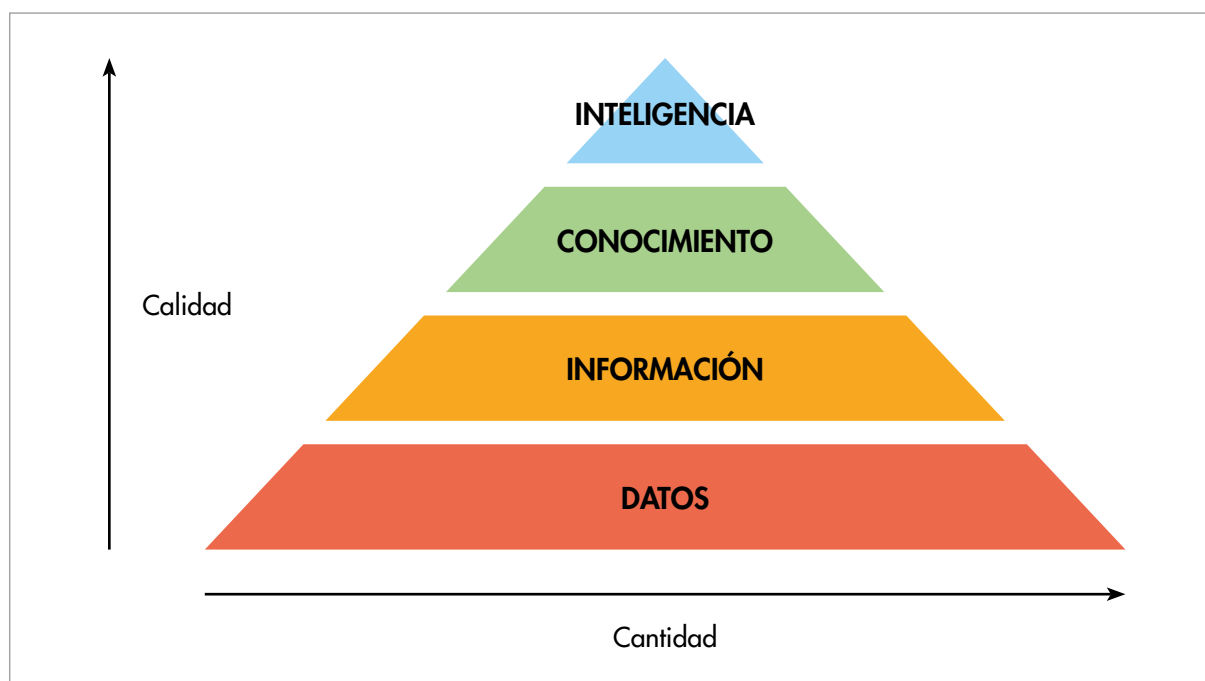 INTELIGENCIA
CONOCIMIENTO
Calidad
INFORMACIÓN
DATOS
Cantidad